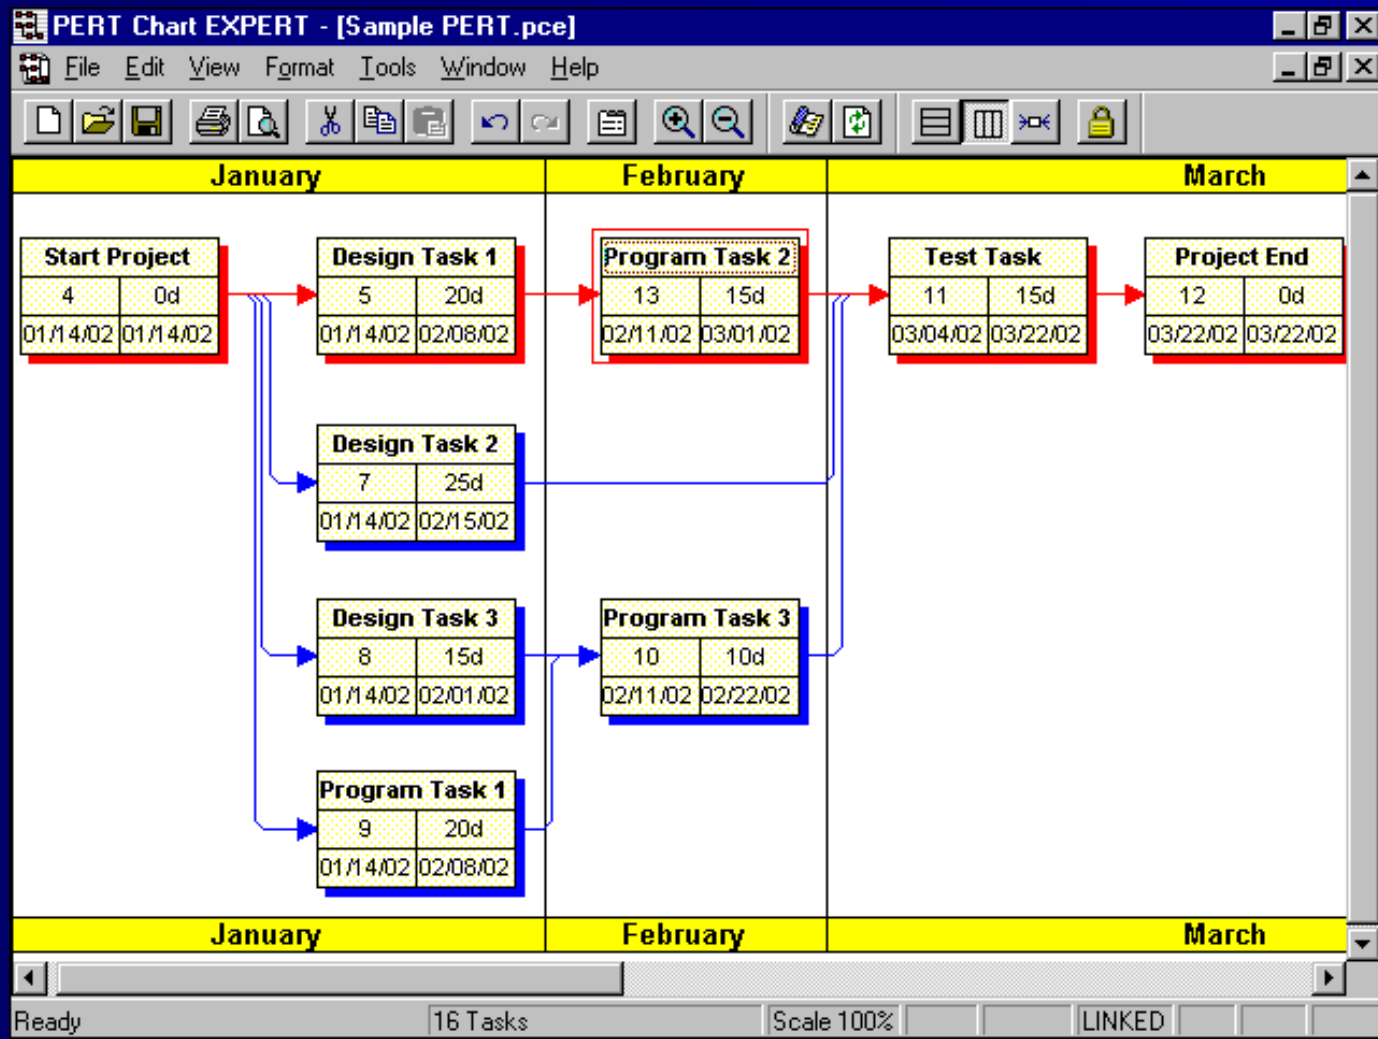 PERT Chart EXPERT - [Sample PERT.pce]
File Edit View Format Tools Window Help
January February March
Start Project Design Task 1 Program Task 2 Test Task Project End
4 0d 5 20d 13 15d 11 15d 12 0d
01/14/02 01/14/02 01/14/02 02/08/02 02/11/02 03/01/02 03/04/02 03/22/02 03/22/02 03/22/02
Design Task 2
7 25d
01/14/02 02/15/02
Design Task 3 Program Task 3
8 15d 10 10d
01/14/02 02/01/02 02/11/02 02/22/02
Program Task 1
9 20d
01/14/02 02/08/02
January February March
Ready 16 Tasks Scale 100% LINKED